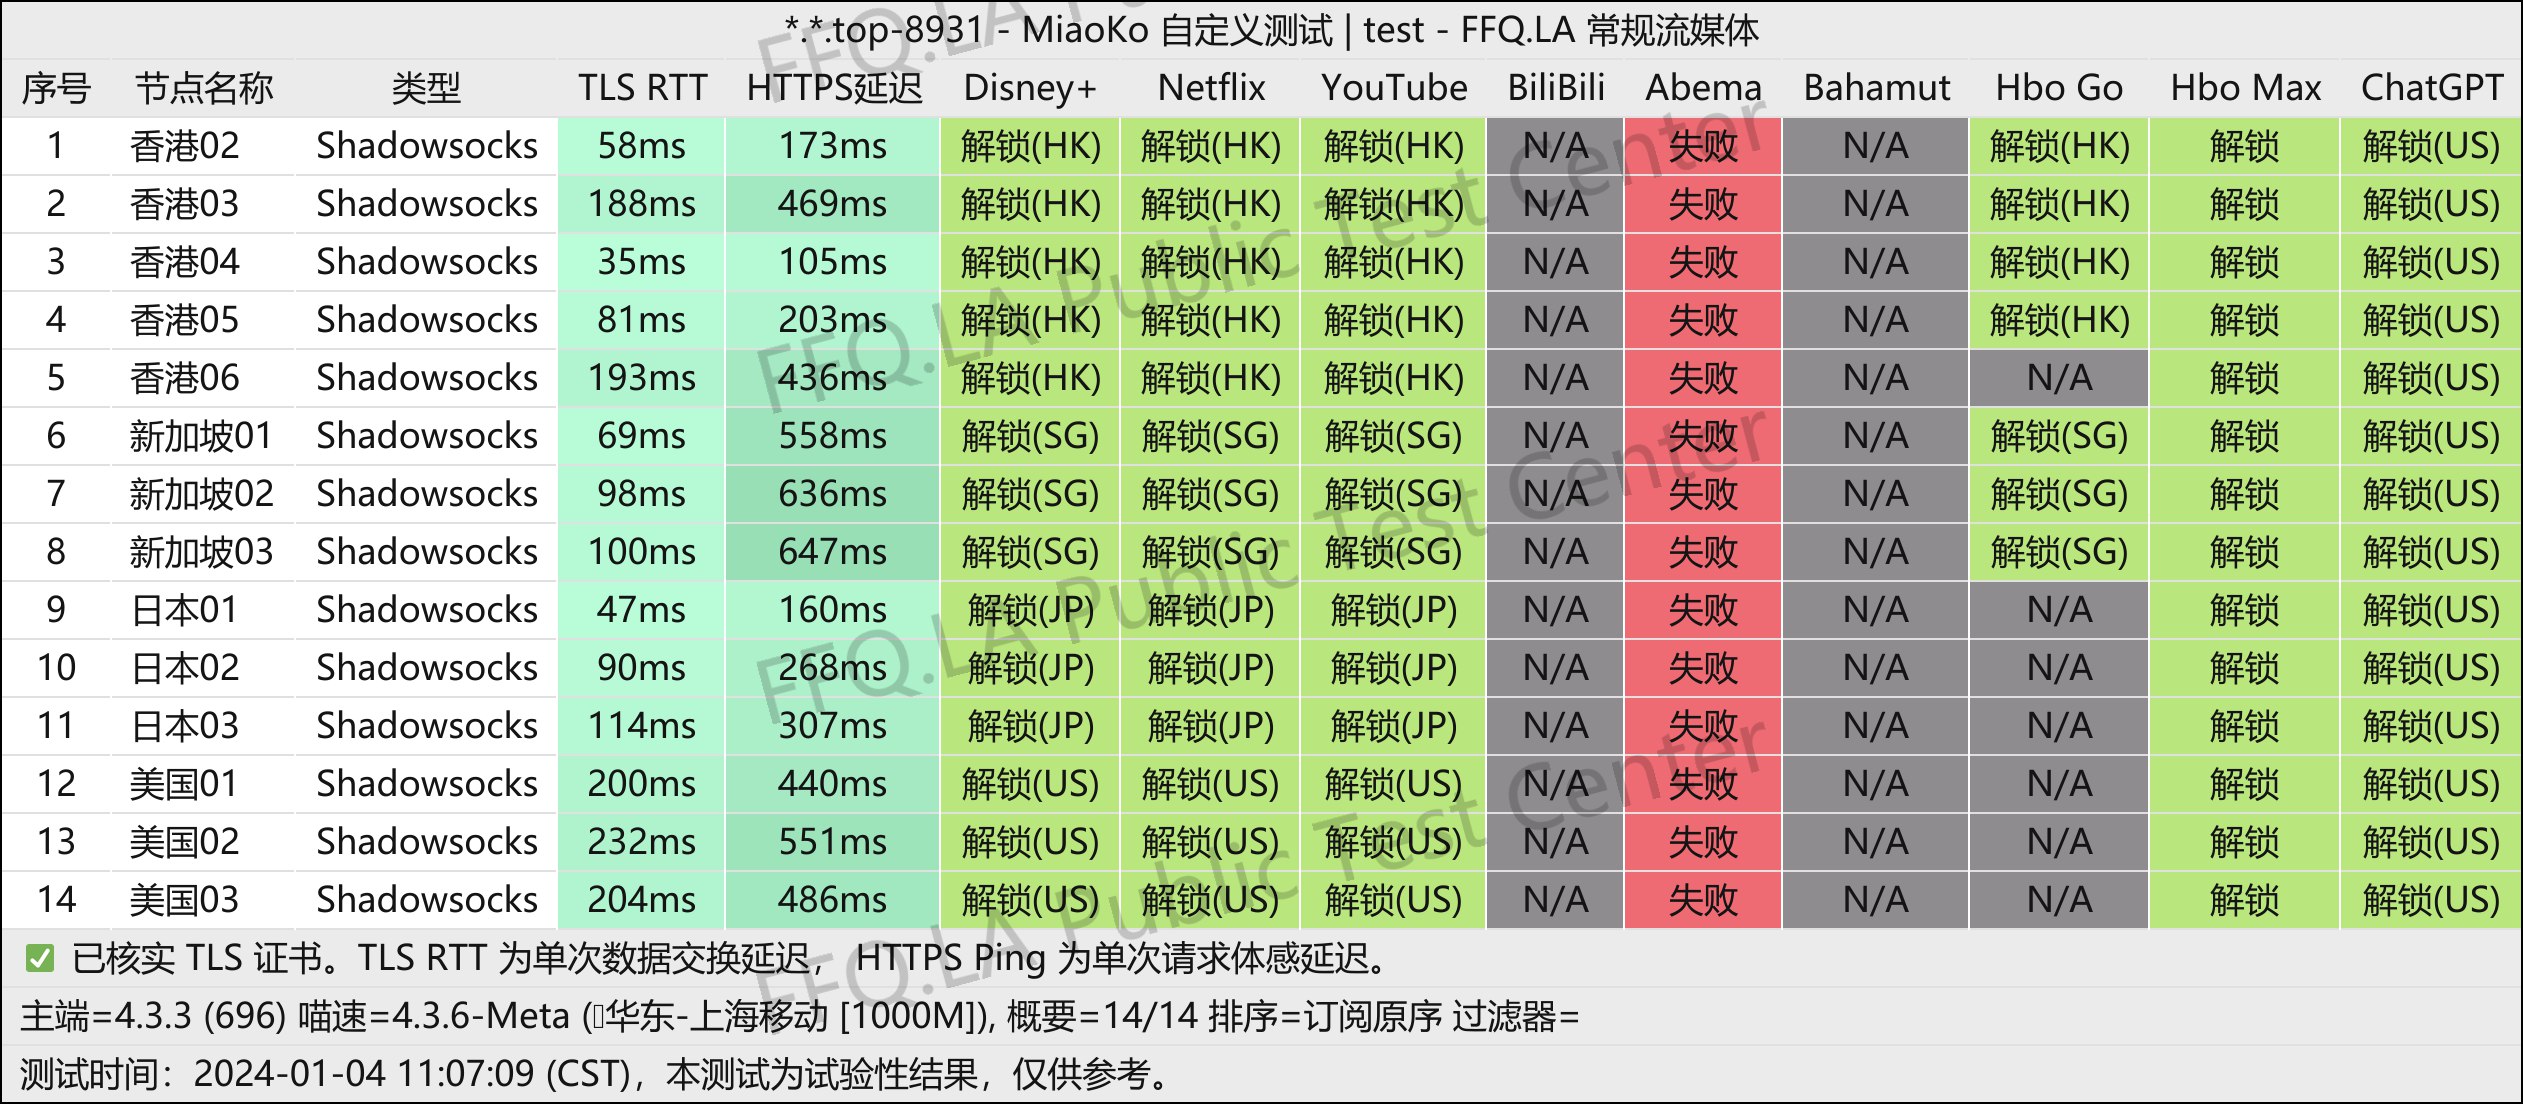 *.*.top-8931 - MiaoKo 自定义测试 | test - FFQ.LA 常规流媒体
序号 节点名称 类型 TLS RTT HTTPS延迟 Disney+ Netflix YouTube BiliBili Abema Bahamut Hbo Go Hbo Max ChatGPT
1 香港02 Shadowsocks 58ms 173ms 解锁(HK) 解锁(HK) 解锁(HK) N/A 失败 N/A 解锁(HK) 解锁 解锁(US)
2 香港03 Shadowsocks 188ms 469ms 解锁(HK) 解锁(HK) 解锁(HK) N/A 失败 N/A 解锁(HK) 解锁 解锁(US)
3 香港04 Shadowsocks 35ms 105ms 解锁(HK) 解锁(HK) 解锁(HK) N/A 失败 N/A 解锁(HK) 解锁 解锁(US)
4 香港05 Shadowsocks 81ms 203ms 解锁(HK) 解锁(HK) 解锁(HK) N/A 失败 N/A 解锁(HK) 解锁 解锁(US)
5 香港06 Shadowsocks 193ms 436ms 解锁(HK) 解锁(HK) 解锁(HK) N/A 失败 N/A N/A 解锁 解锁(US)
6 新加坡01 Shadowsocks 69ms 558ms 解锁(SG) 解锁(SG) 解锁(SG) N/A 失败 N/A 解锁(SG) 解锁 解锁(US)
7 新加坡02 Shadowsocks 98ms 636ms 解锁(SG) 解锁(SG) 解锁(SG) N/A 失败 N/A 解锁(SG) 解锁 解锁(US)
8 新加坡03 Shadowsocks 100ms 647ms 解锁(SG) 解锁(SG) 解锁(SG) N/A 失败 N/A 解锁(SG) 解锁 解锁(US)
9 日本01 Shadowsocks 47ms 160ms 解锁(JP) 解锁(JP) 解锁(JP) N/A 失败 N/A N/A 解锁 解锁(US)
10 日本02 Shadowsocks 90ms 268ms 解锁(JP) 解锁(JP) 解锁(JP) N/A 失败 N/A N/A 解锁 解锁(US)
11 日本03 Shadowsocks 114ms 307ms 解锁(JP) 解锁(JP) 解锁(JP) N/A 失败 N/A N/A 解锁 解锁(US)
12 美国01 Shadowsocks 200ms 440ms 解锁(US) 解锁(US) 解锁(US) N/A 失败 N/A N/A 解锁 解锁(US)
13 美国02 Shadowsocks 232ms 551ms 解锁(US) 解锁(US) 解锁(US) N/A 失败 N/A N/A 解锁 解锁(US)
14 美国03 Shadowsocks 204ms 486ms 解锁(US) 解锁(US) 解锁(US) N/A 失败 N/A N/A 解锁 解锁(US)
✅ 已核实 TLS 证书。TLS RTT 为单次数据交换延迟， HTTPS Ping 为单次请求体感延迟。
主端=4.3.3 (696) 喵速=4.3.6-Meta (华东-上海移动 [1000M]), 概要=14/14 排序=订阅原序 过滤器=
测试时间：2024-01-04 11:07:09 (CST)，本测试为试验性结果，仅供参考。
FFQ.LA Public Test Center
FFQ.LA Public Test Center
FFQ.LA Public Test Center
FFQ.LA Pu